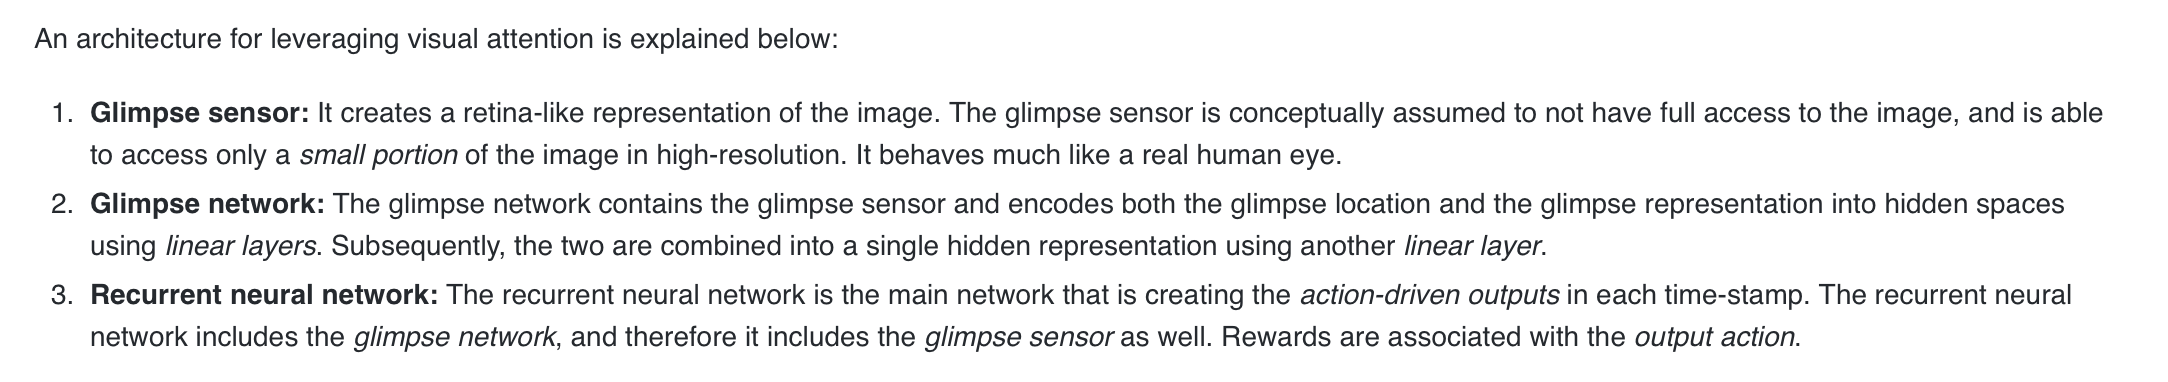 An architecture for leveraging visual attention is explained below:
1. Glimpse sensor: It creates a retina-like representation of the image. The glimpse sensor is conceptually assumed to not have full access to the image, and is able
to access only a small portion of the image in high-resolution. It behaves much like a real human eye.
2. Glimpse network: The glimpse network contains the glimpse sensor and encodes both the glimpse location and the glimpse representation into hidden spaces
using linear layers. Subsequently, the two are combined into a single hidden representation using another linear layer.
3. Recurrent neural network: The recurrent neural network is the main network that is creating the action-driven outputs in each time-stamp. The recurrent neural
network includes the glimpse network, and therefore it includes the glimpse sensor as well. Rewards are associated with the output action.